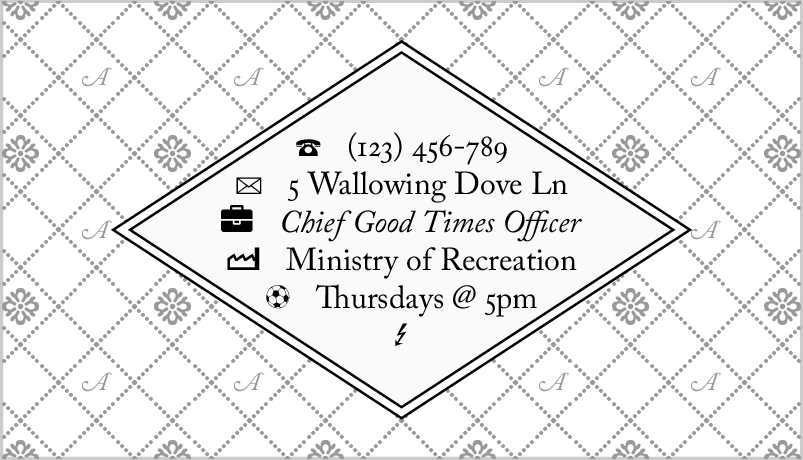 ☎ (123) 456-789
✉ 5 Wallowing Dove Ln
💼 Chief Good Times Officer
🏭 Ministry of Recreation
⚽ Thursdays @ 5pm
A A A A
A A
A A A A